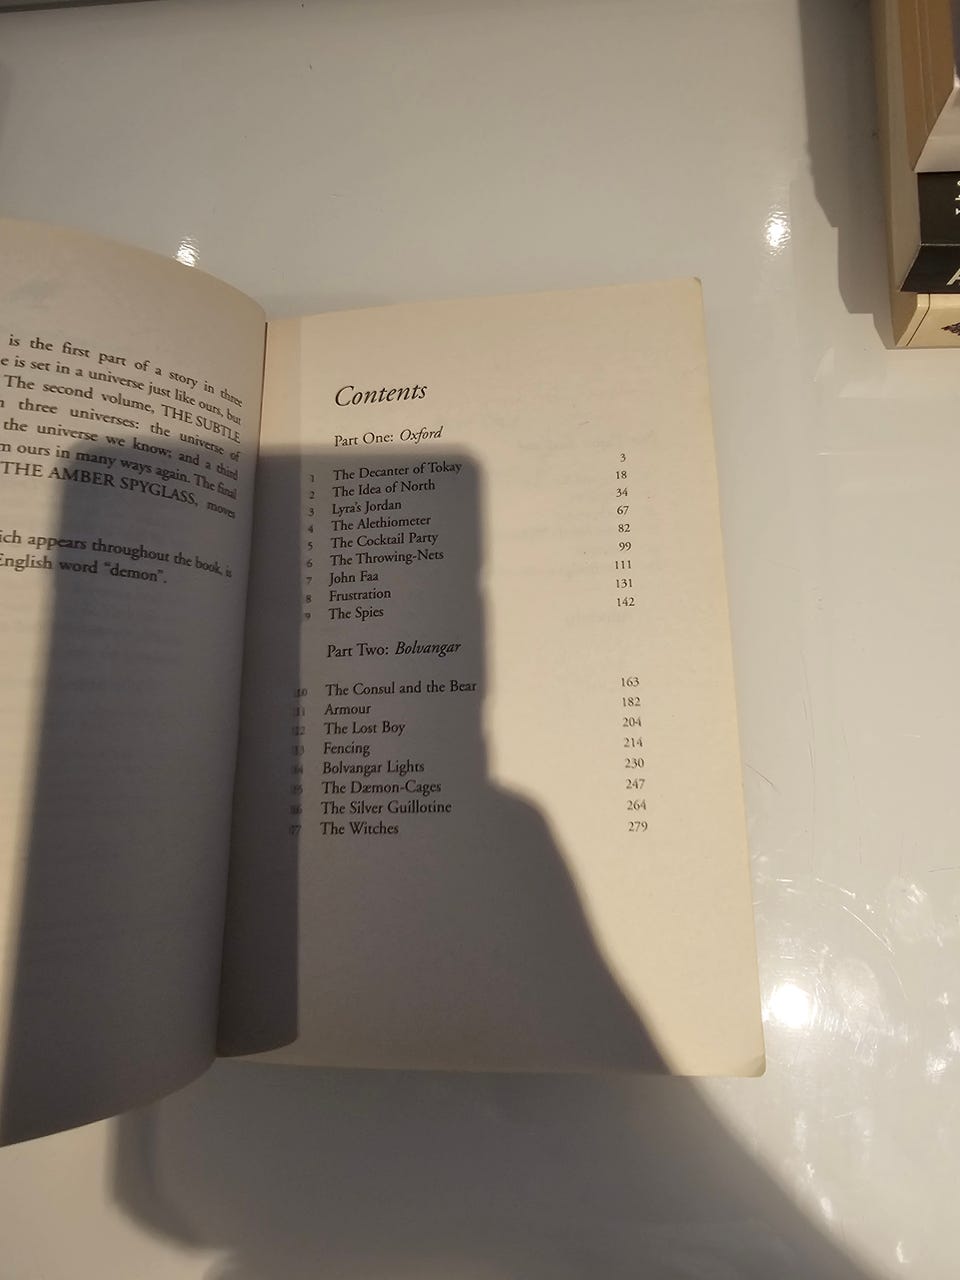 is the first part of a story in three
e is set in a universe just like ours, but
The second volume, THE SUBTLE
three universes: the universe of
the universe we know; and a third
m ours in many ways again. The final
THE AMBER SPYGLASS, moves
ich appears throughout the book, is
English word "demon".
Contents
Part One: Oxford
1 The Decanter of Tokay 3
2 The Idea of North 18
3 Lyra's Jordan 34
4 The Alethiometer 67
5 The Cocktail Party 82
6 The Throwing-Nets 99
7 John Faa 111
8 Frustration 131
9 The Spies 142
Part Two: Bolvangar
10 The Consul and the Bear 163
11 Armour 182
12 The Lost Boy 204
13 Fencing 214
14 Bolvangar Lights 230
15 The Dæmon-Cages 247
16 The Silver Guillotine 264
17 The Witches 279